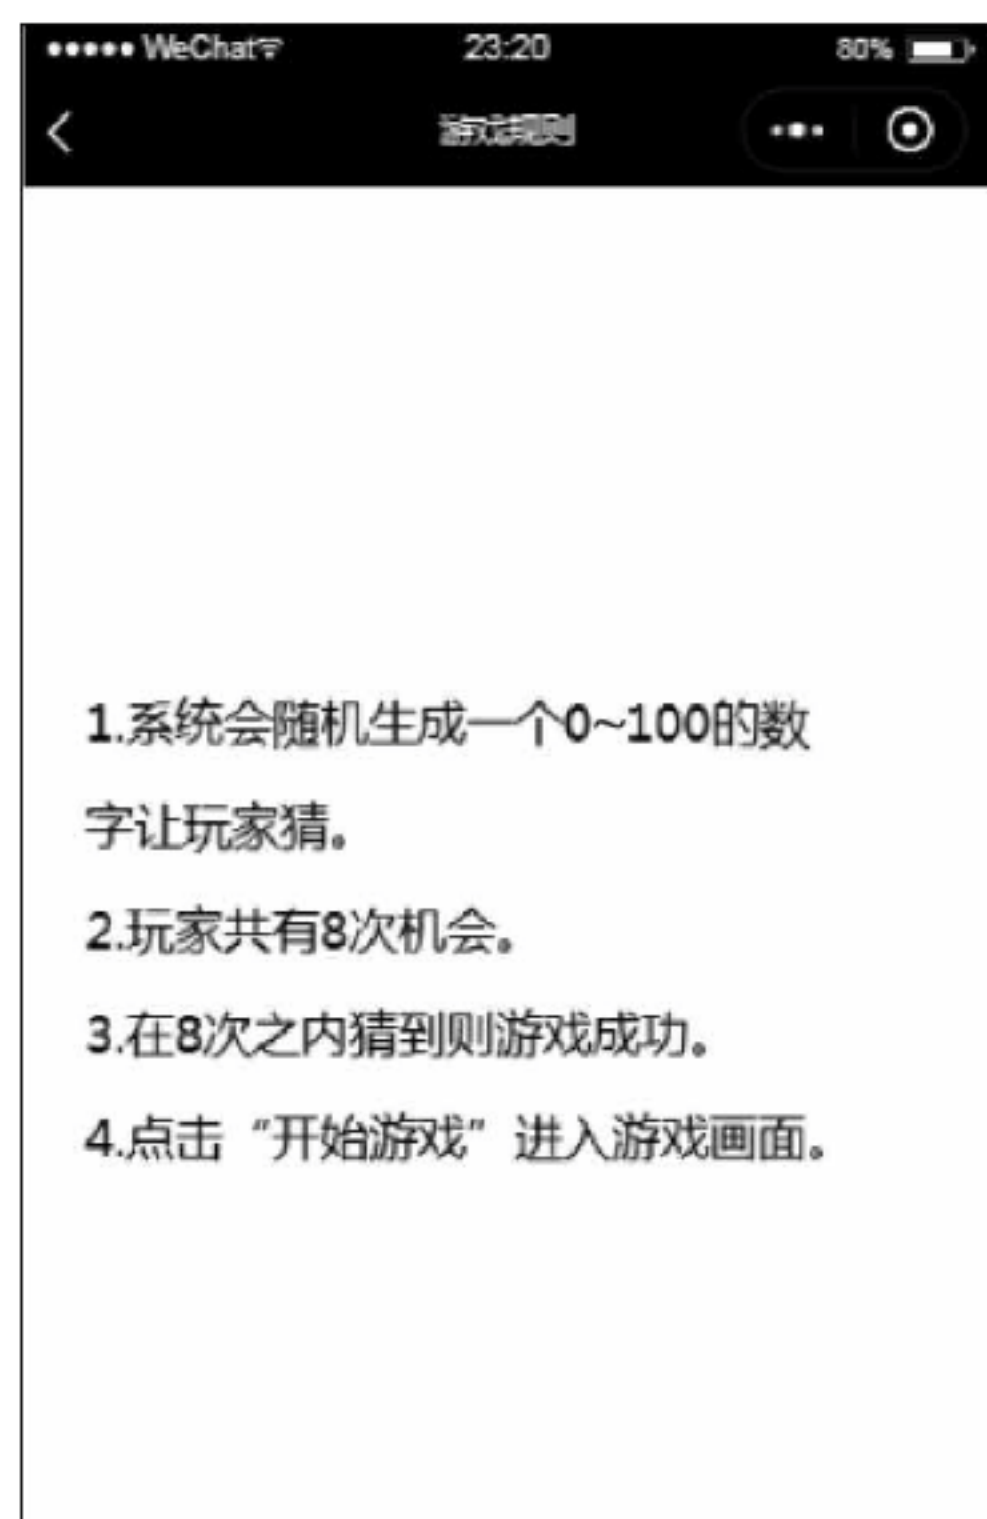 ●●●●● WeChat
23:20
80%
游戏规则
1.系统会随机生成一个0~100的数
字让玩家猜。
2.玩家共有8次机会。
3.在8次之内猜到则游戏成功。
4.点击“开始游戏”进入游戏画面。